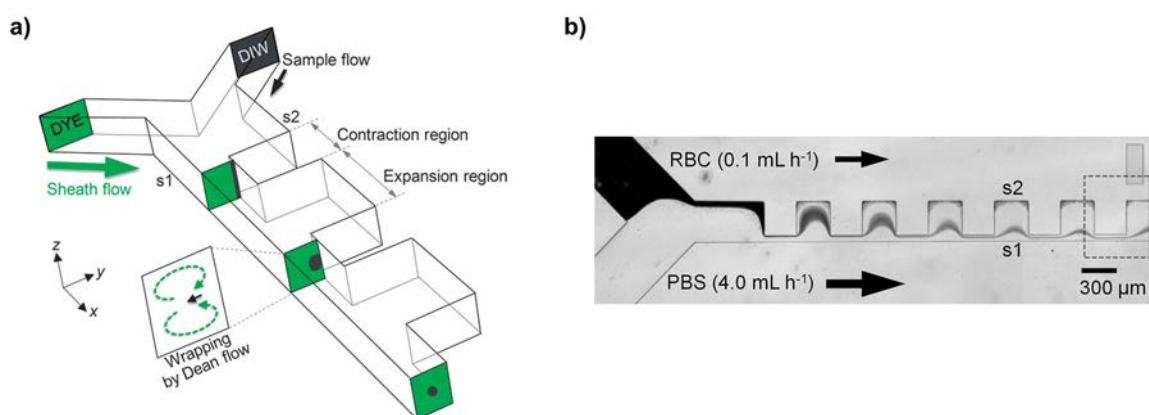 a)
DIW
Sample flow
DYE
s2
Contraction region
Expansion region
Sheath flow
s1
z
y
x
Wrapping
by Dean flow
b)
RBC (0.1 mL h⁻¹)
s2
s1
PBS (4.0 mL h⁻¹)
300 µm